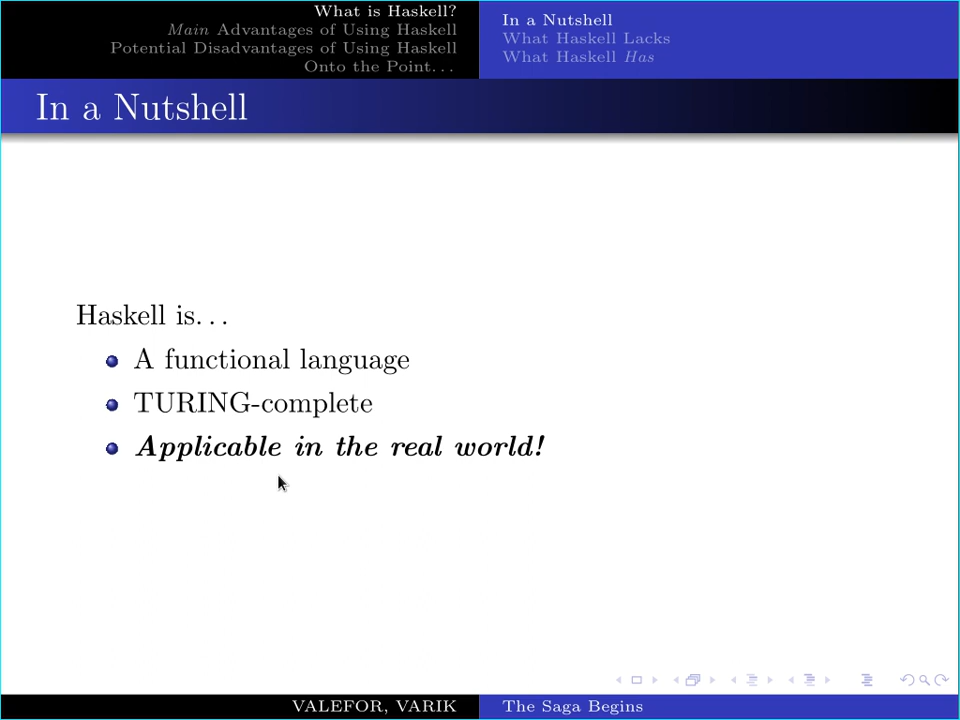 What is Haskell?
Main Advantages of Using Haskell
Potential Disadvantages of Using Haskell
Onto the Point...
In a Nutshell
What Haskell Lacks
What Haskell Has
In a Nutshell
Haskell is...
A functional language
TURING-complete
Applicable in the real world!
VALEFOR, VARIK
The Saga Begins